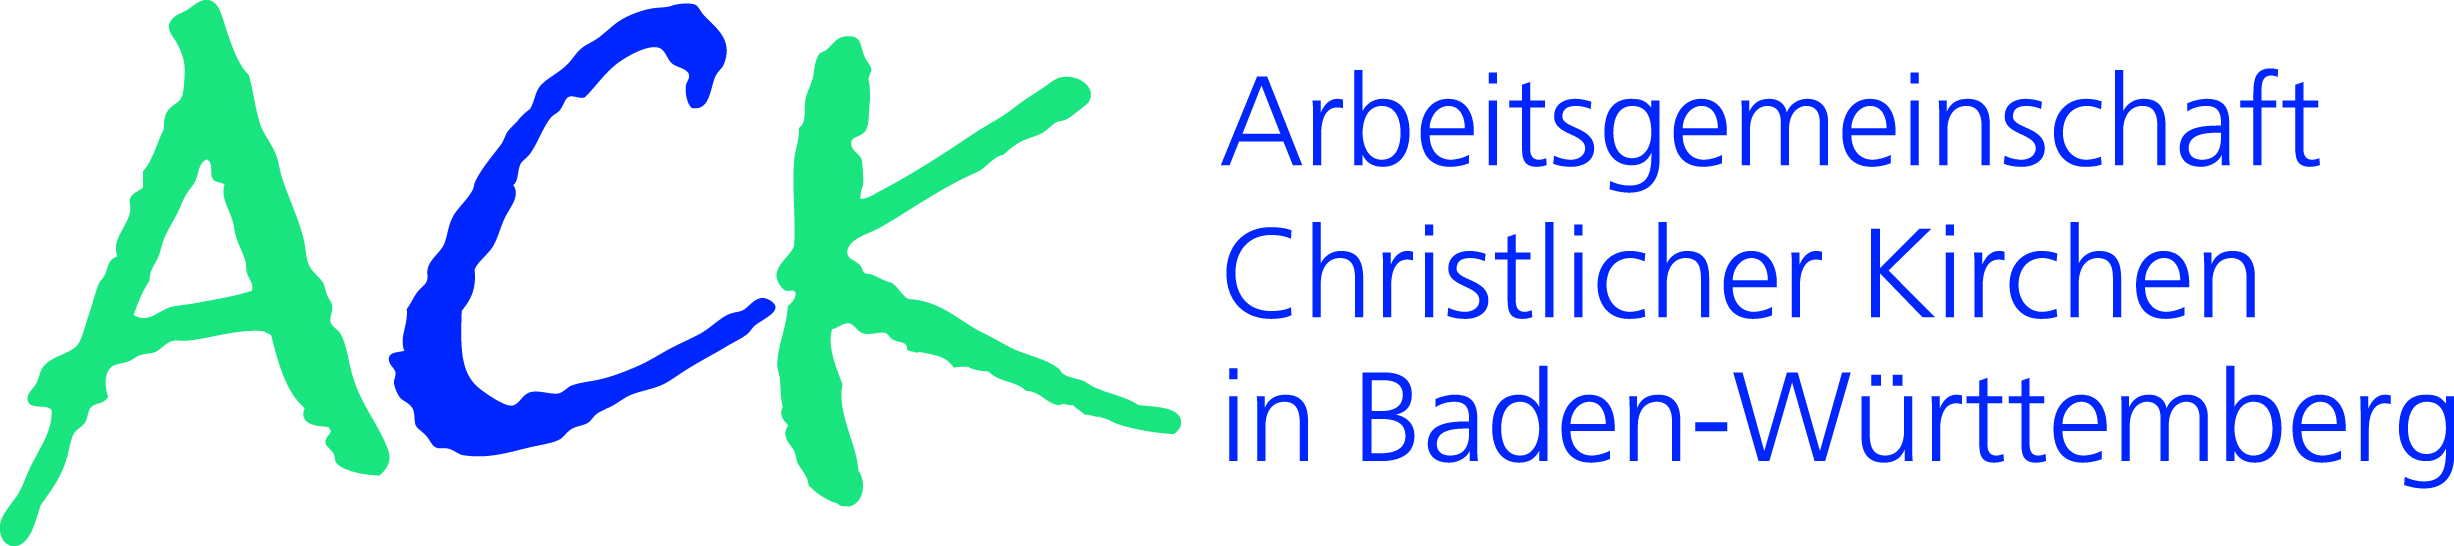 ACK
Arbeitsgemeinschaft
Christlicher Kirchen
in Baden-Württemberg